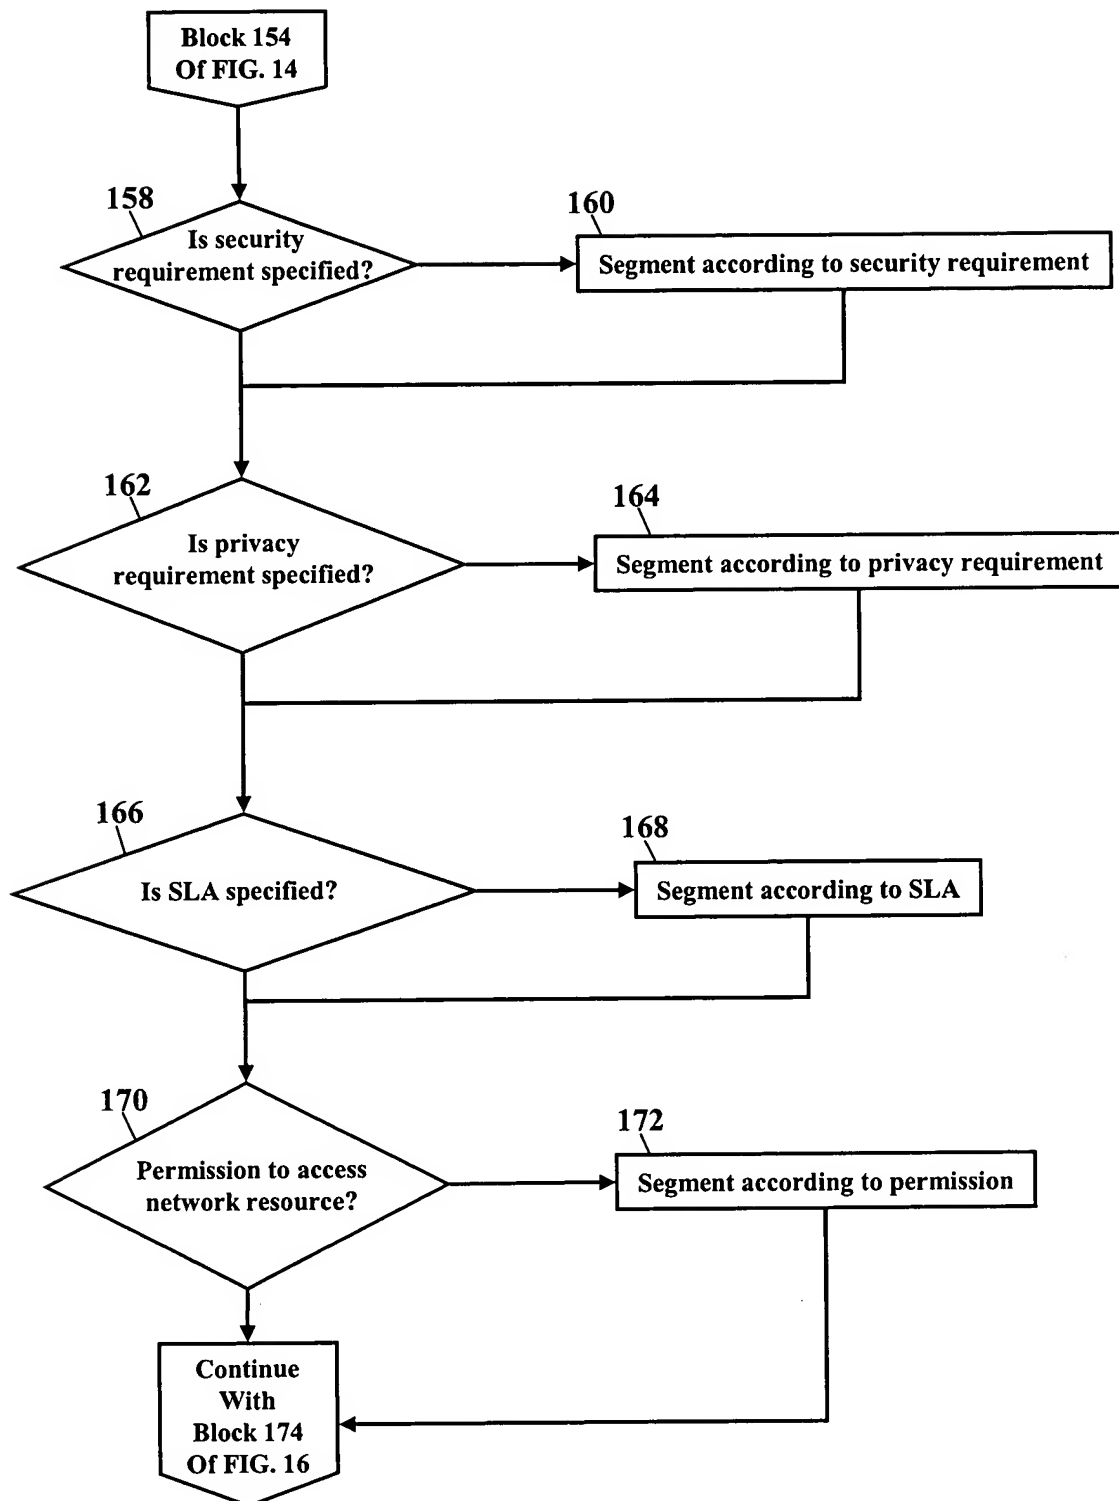 Block 154
Of FIG. 14
158
Is security
requirement specified?
160
Segment according to security requirement
162
Is privacy
requirement specified?
164
Segment according to privacy requirement
166
Is SLA specified?
168
Segment according to SLA
170
Permission to access
network resource?
172
Segment according to permission
Continue
With
Block 174
Of FIG. 16